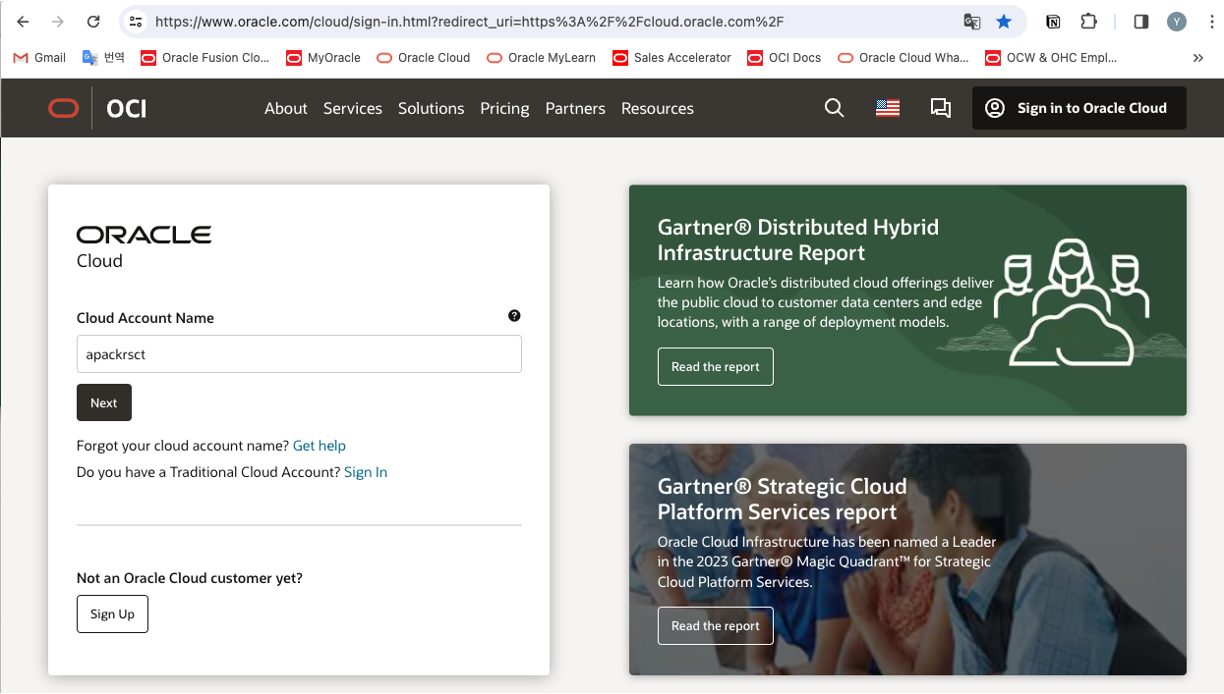 https://www.oracle.com/cloud/sign-in.html?redirect_uri=https%3A%2F%2Fcloud.oracle.com%2F
Y
Gmail
번역
Oracle Fusion Clo...
MyOracle
Oracle Cloud
Oracle MyLearn
Sales Accelerator
OCI Docs
Oracle Cloud Wha...
OCW & OHC Empl...
»
OCI
About
Services
Solutions
Pricing
Partners
Resources
Sign in to Oracle Cloud
ORACLE
Cloud
Cloud Account Name
?
apackrsct
Next
Forgot your cloud account name? Get help
Do you have a Traditional Cloud Account? Sign In
Not an Oracle Cloud customer yet?
Sign Up
Gartner® Distributed Hybrid
Infrastructure Report
Learn how Oracle's distributed cloud offerings deliver
the public cloud to customer data centers and edge
locations, with a range of deployment models.
Read the report
Gartner® Strategic Cloud
Platform Services report
Oracle Cloud Infrastructure has been named a Leader
in the 2023 Gartner® Magic Quadrant™ for Strategic
Cloud Platform Services.
Read the report